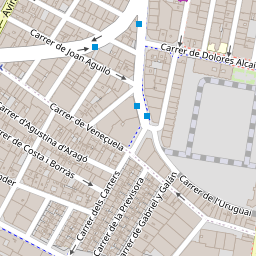 Carrer de Joan Aguiló
Carrer de Dolores Alcai
Carrer de Veneçuela
Carrer d'Agustina d'Aragó
er de Costa i Borràs
Carrer dels Carters
Carrer de la Previsora
Carrer de Gabriel y Galán
Carrer de l'Uruguai